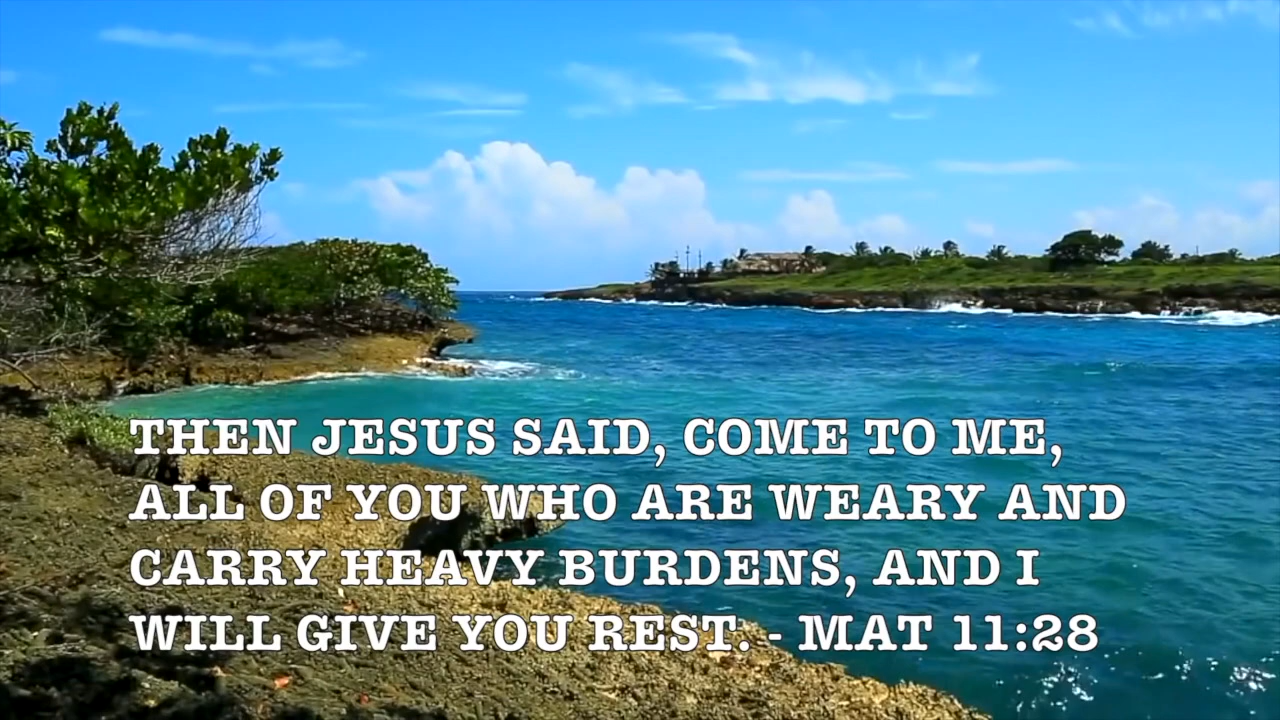 THEN JESUS SAID, COME TO ME,
ALL OF YOU WHO ARE WEARY AND
CARRY HEAVY BURDENS, AND I
WILL GIVE YOU REST. - MAT 11:28